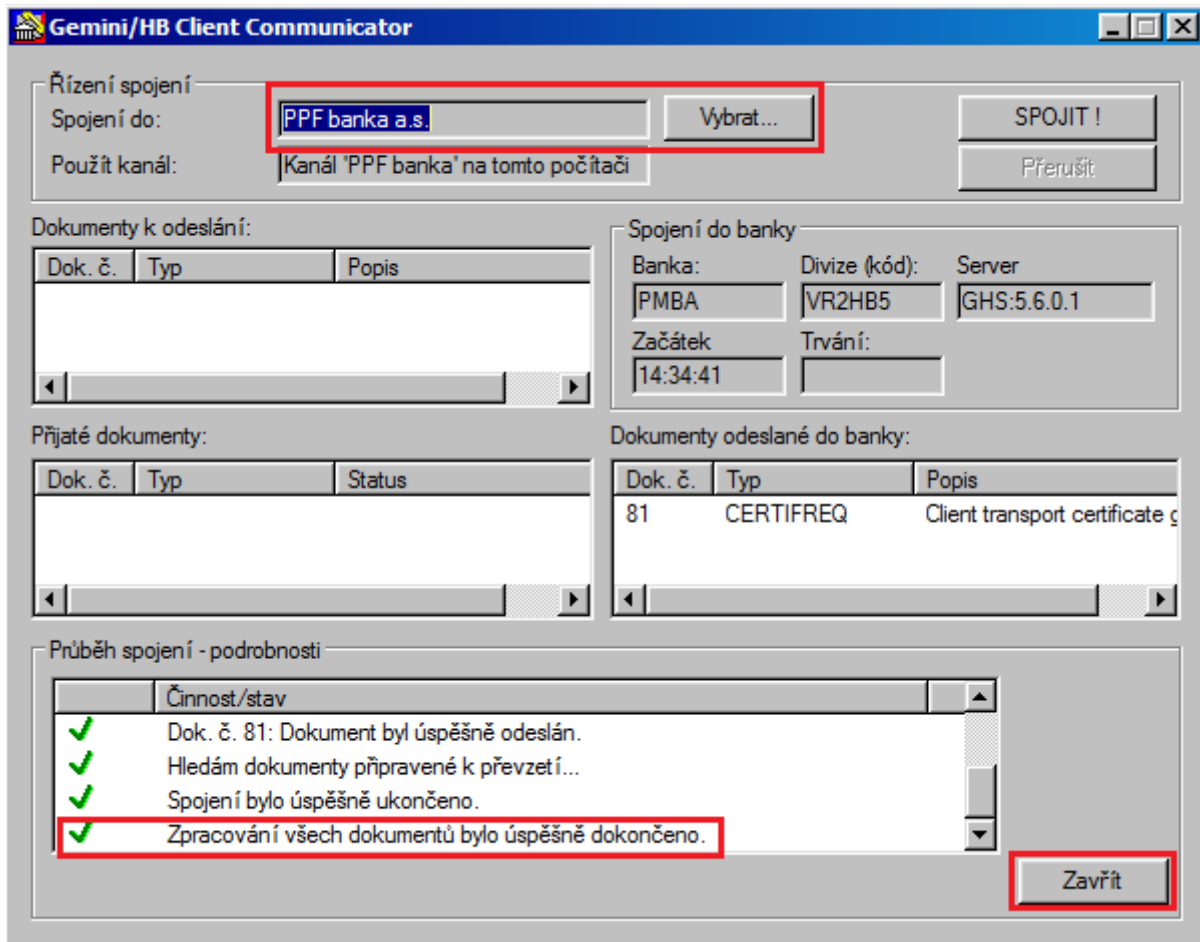 Gemini/HB Client Communicator
Řízení spojení
Spojení do: PPF banka a.s. Vybrat... SPOJIT !
Použít kanál: Kanál 'PPF banka' na tomto počítači Přerušit
Dokumenty k odeslání:
Dok. č. Typ Popis
Spojení do banky
Banka: Divize (kód): Server
PMBA VR2HB5 GHS:5.6.0.1
Začátek Trvání:
14:34:41
Přijaté dokumenty:
Dok. č. Typ Status
Dokumenty odeslané do banky:
Dok. č. Typ Popis
81 CERTIFREQ Client transport certificate g
Průběh spojení - podrobnosti
Činnost/stav
Dok. č. 81: Dokument byl úspěšně odeslán.
Hledám dokumenty připravené k převzetí...
Spojení bylo úspěšně ukončeno.
Zpracování všech dokumentů bylo úspěšně dokončeno.
Zavřít